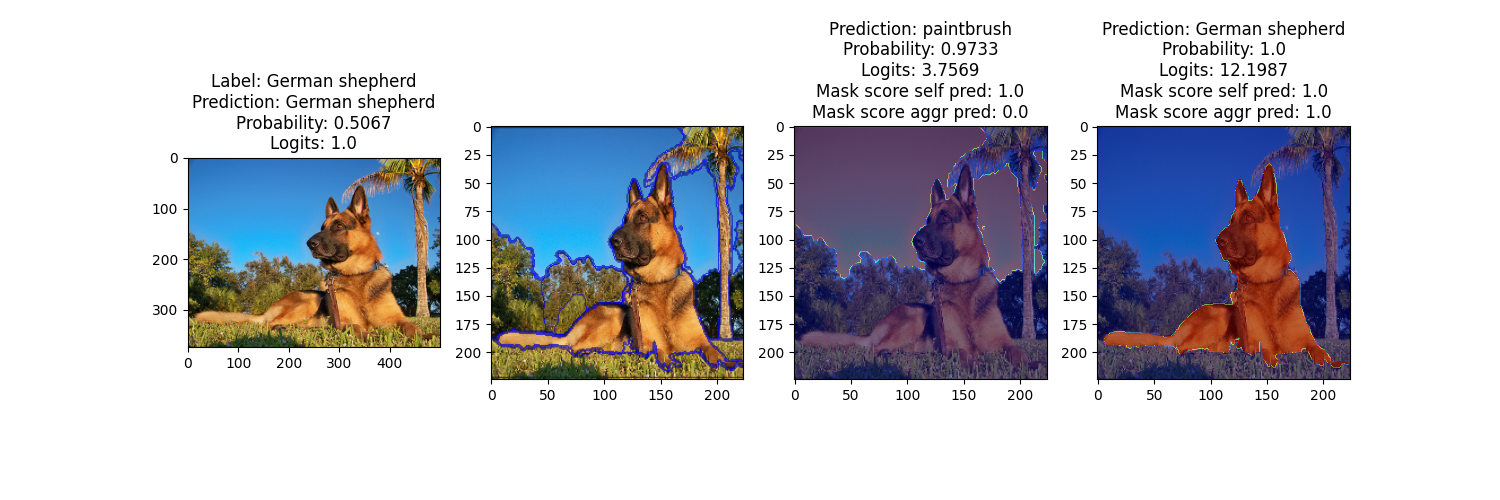 Label: German shepherd
Prediction: German shepherd
Probability: 0.5067
Logits: 1.0
0
100
200
300
0 100 200 300 400
0
25
50
75
100
125
150
175
200
0 50 100 150 200
Prediction: paintbrush
Probability: 0.9733
Logits: 3.7569
Mask score self pred: 1.0
Mask score aggr pred: 0.0
0
25
50
75
100
125
150
175
200
0 50 100 150 200
Prediction: German shepherd
Probability: 1.0
Logits: 12.1987
Mask score self pred: 1.0
Mask score aggr pred: 1.0
0
25
50
75
100
125
150
175
200
0 50 100 150 200